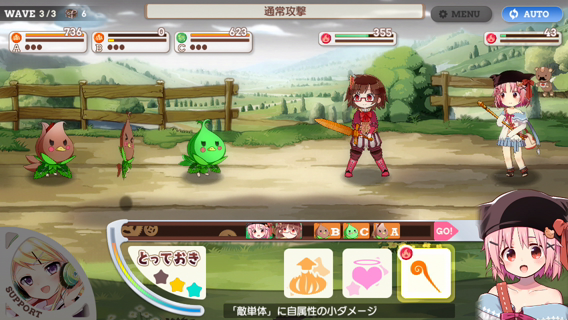 WAVE 3/3 6
通常攻撃
MENU
AUTO
736
A
0
B
623
C
355
43
B C A GO!
とっておき
SUPPORT
「敵単体」に自属性の小ダメージ